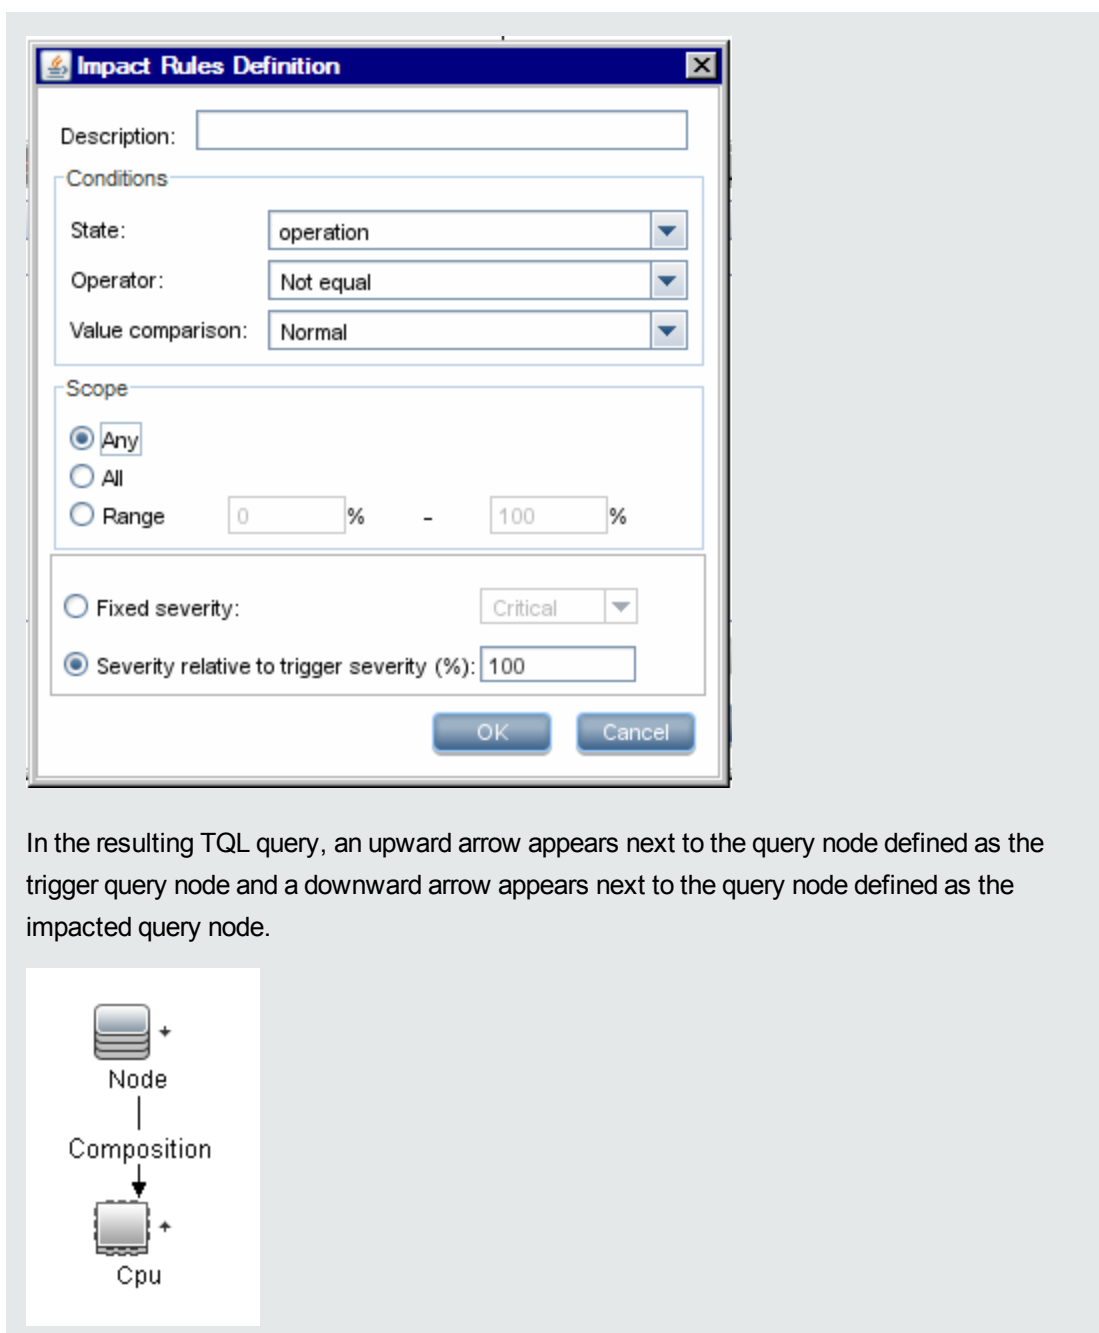 Impact Rules Definition
Description:
Conditions
State: operation
Operator: Not equal
Value comparison: Normal
Scope
Any
All
Range 0 % - 100 %
Fixed severity: Critical
Severity relative to trigger severity (%): 100
OK Cancel
In the resulting TQL query, an upward arrow appears next to the query node defined as the
trigger query node and a downward arrow appears next to the query node defined as the
impacted query node.
Node
Composition
Cpu